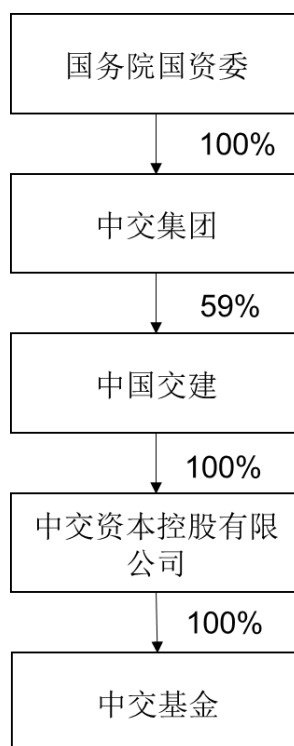 国务院国资委
100%
中交集团
59%
中国交建
100%
中交资本控股有限
公司
100%
中交基金